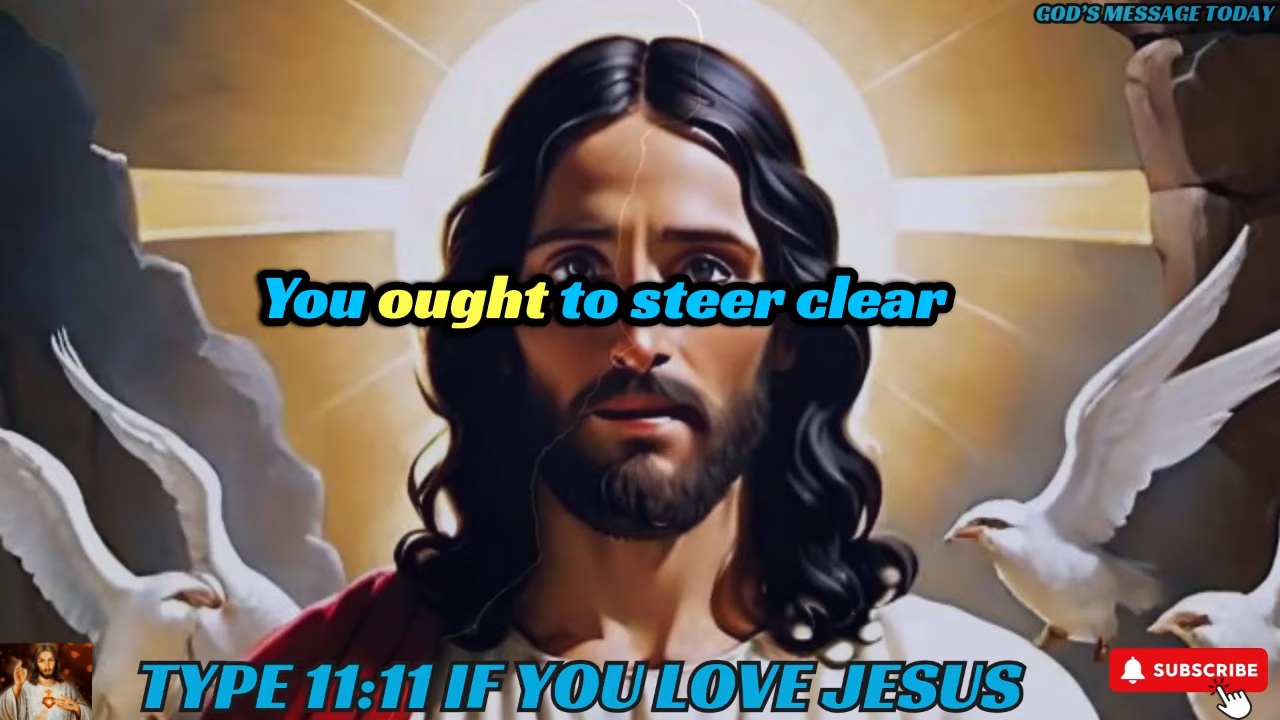 GOD'S MESSAGE TODAY
You ought to steer clear
TYPE 11:11 IF YOU LOVE JESUS
SUBSCRIBE